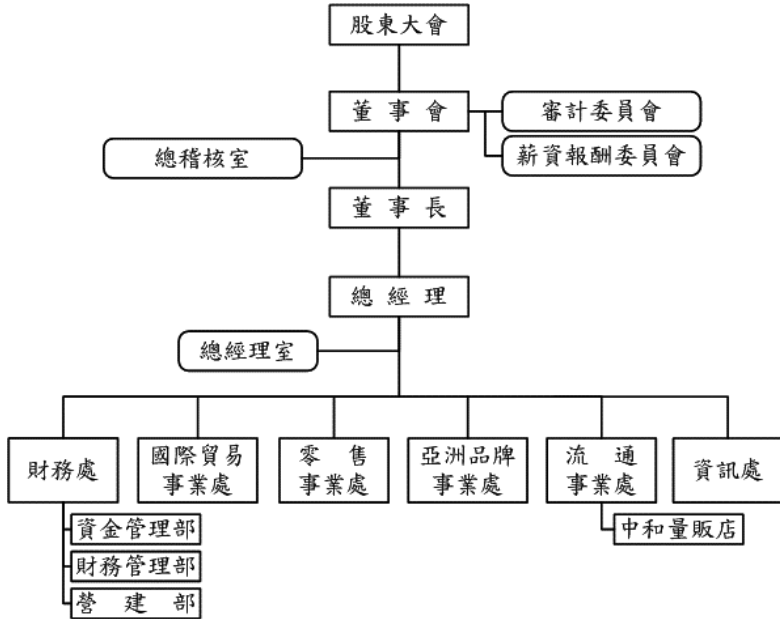 股東大會
董事會
審計委員會
總稽核室
薪資報酬委員會
董事長
總經理
總經理室
財務處
國際貿易
事業處
零售
事業處
亞洲品牌
事業處
流通
事業處
資訊處
資金管理部
中和量販店
財務管理部
營建部